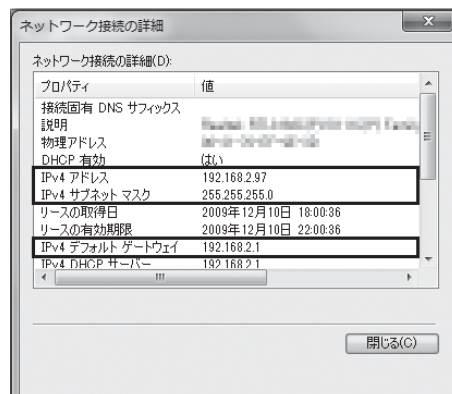 ネットワーク接続の詳細
ネットワーク接続の詳細(D):
プロパティ 値
接続固有 DNS サフィックス
説明
物理アドレス
DHCP 有効 はい
IPv4 アドレス 192.168.2.97
IPv4 サブネット マスク 255.255.255.0
リースの取得日 2009年12月10日 18:00:36
リースの有効期限 2009年12月10日 22:00:36
IPv4 デフォルト ゲートウェイ 192.168.2.1
IPv4 DHCP サーバー 192.168.2.1
閉じる(C)